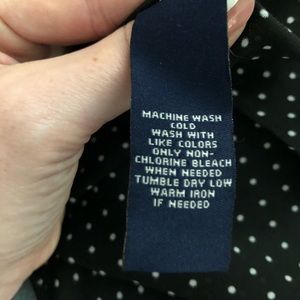 MACHINE WASH
COLD
WASH WITH
LIKE COLORS
ONLY NON-
CHLORINE BLEACH
WHEN NEEDED
TUMBLE DRY LOW
WARM IRON
IF NEEDED